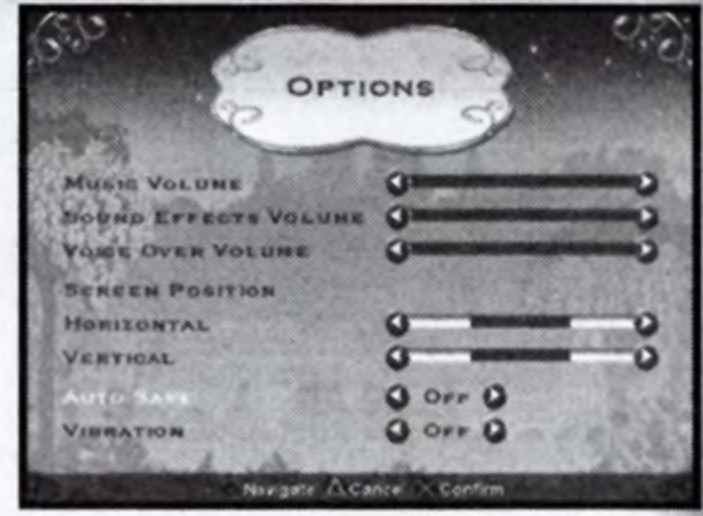 OPTIONS
MUSIC VOLUME
SOUND EFFECTS VOLUME
VOICE OVER VOLUME
SCREEN POSITION
HORIZONTAL
VERTICAL
AUTO SAVE
OFF
VIBRATION
OFF
Navigate △ Cancel ✕ Confirm